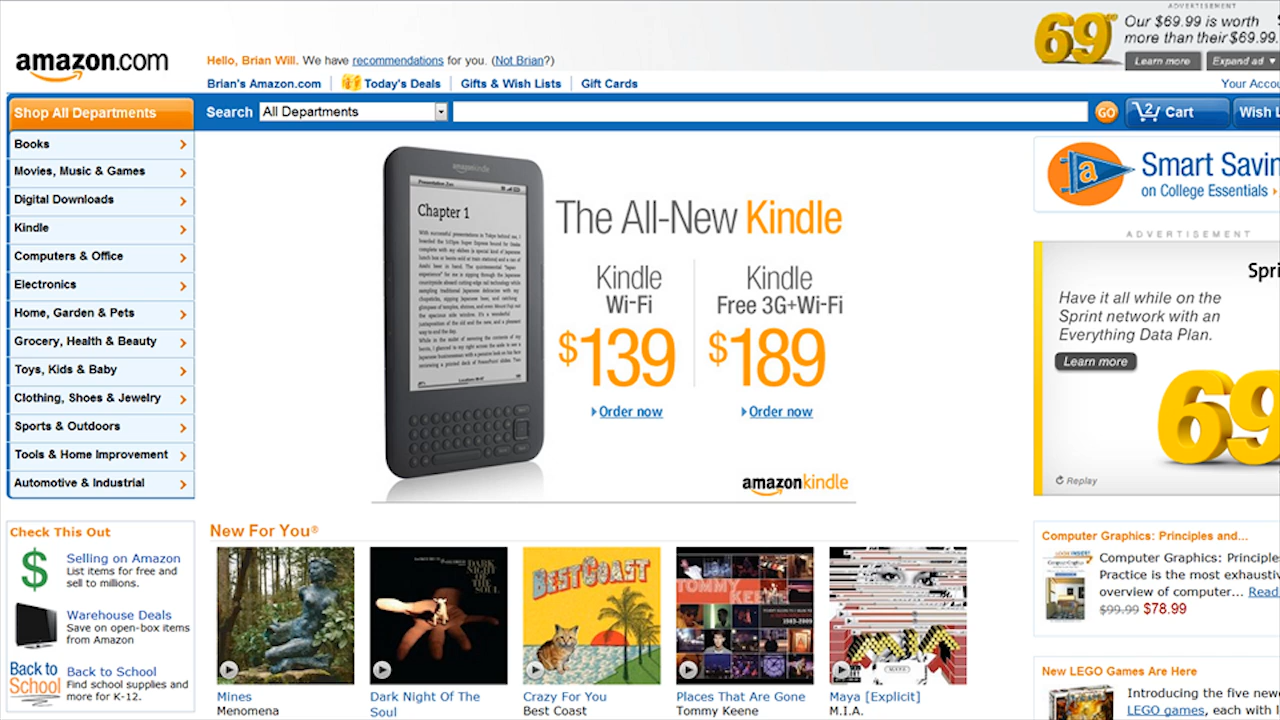 ADVERTISEMENT
69
Our $69.99 is worth
more than their $69.99.
Learn more
Expand ad
amazon.com
Hello, Brian Will. We have recommendations for you. (Not Brian?)
Brian's Amazon.com
Today's Deals
Gifts & Wish Lists
Gift Cards
Your Accou
Shop All Departments
Search
All Departments
GO
2
Cart
Wish L
Books
Movies, Music & Games
Digital Downloads
Kindle
Computers & Office
Electronics
Home, Garden & Pets
Grocery, Health & Beauty
Toys, Kids & Baby
Clothing, Shoes & Jewelry
Sports & Outdoors
Tools & Home Improvement
Automotive & Industrial
amazonkindle
Chapter 1
The All-New Kindle
Kindle
Wi-Fi
$139
Order now
Kindle
Free 3G+Wi-Fi
$189
Order now
amazonkindle
a
Smart Savin
on College Essentials
ADVERTISEMENT
Spri
Have it all while on the
Sprint network with an
Everything Data Plan.
Learn more
69
Replay
Check This Out
Selling on Amazon
List items for free and
sell to millions.
Warehouse Deals
Save on open-box items
from Amazon
Back to
School
Back to School
Find school supplies and
more for K-12.
New For You®
DARK NIGHT OF THE SOUL
BEST COAST
TOMMY
KEENE
Mines
Menomena
Dark Night Of The
Soul
Crazy For You
Best Coast
Places That Are Gone
Tommy Keene
Maya [Explicit]
M.I.A.
Computer Graphics: Principles and...
Computer Graphics: Principle
Practice is the most exhausti
overview of computer... Read
$99.99 $78.99
New LEGO Games Are Here
Introducing the five new
LEGO games, each with l